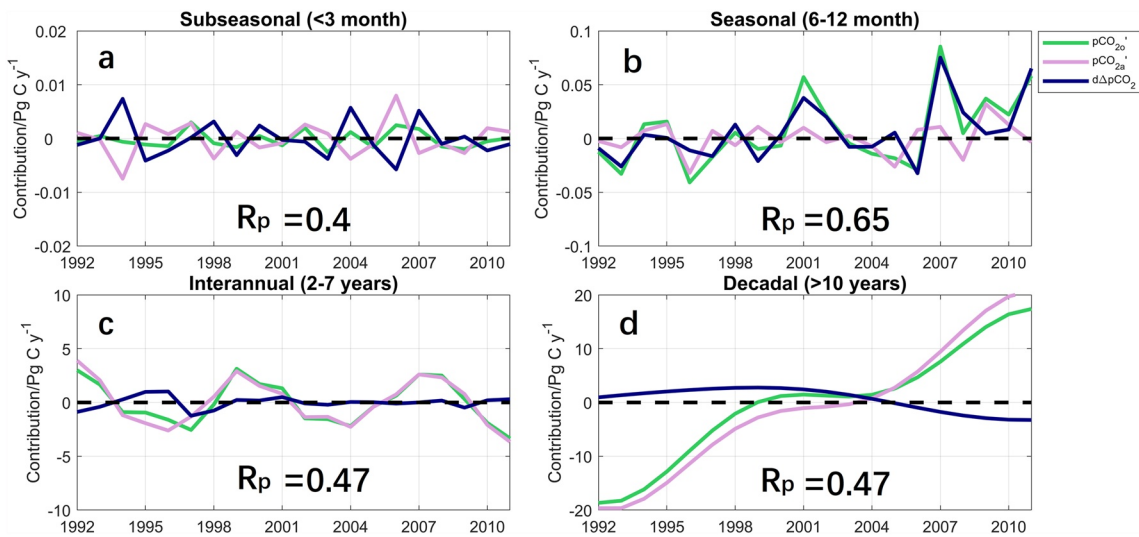 Subseasonal (<3 month)
Contribution/Pg C y⁻¹
0.02
0.01
0
-0.01
-0.02
a
Rp =0.4
1992 1995 1998 2001 2004 2007 2010
Seasonal (6-12 month)
Contribution/Pg C y⁻¹
0.1
0.05
0
-0.05
-0.1
b
Rp =0.65
1992 1995 1998 2001 2004 2007 2010
pCO₂ₒ'
pCO₂ₐ'
dΔpCO₂
Interannual (2-7 years)
Contribution/Pg C y⁻¹
10
5
0
-5
-10
c
Rp =0.47
1992 1995 1998 2001 2004 2007 2010
Decadal (>10 years)
Contribution/Pg C y⁻¹
20
10
0
-10
-20
d
Rp =0.47
1992 1995 1998 2001 2004 2007 2010